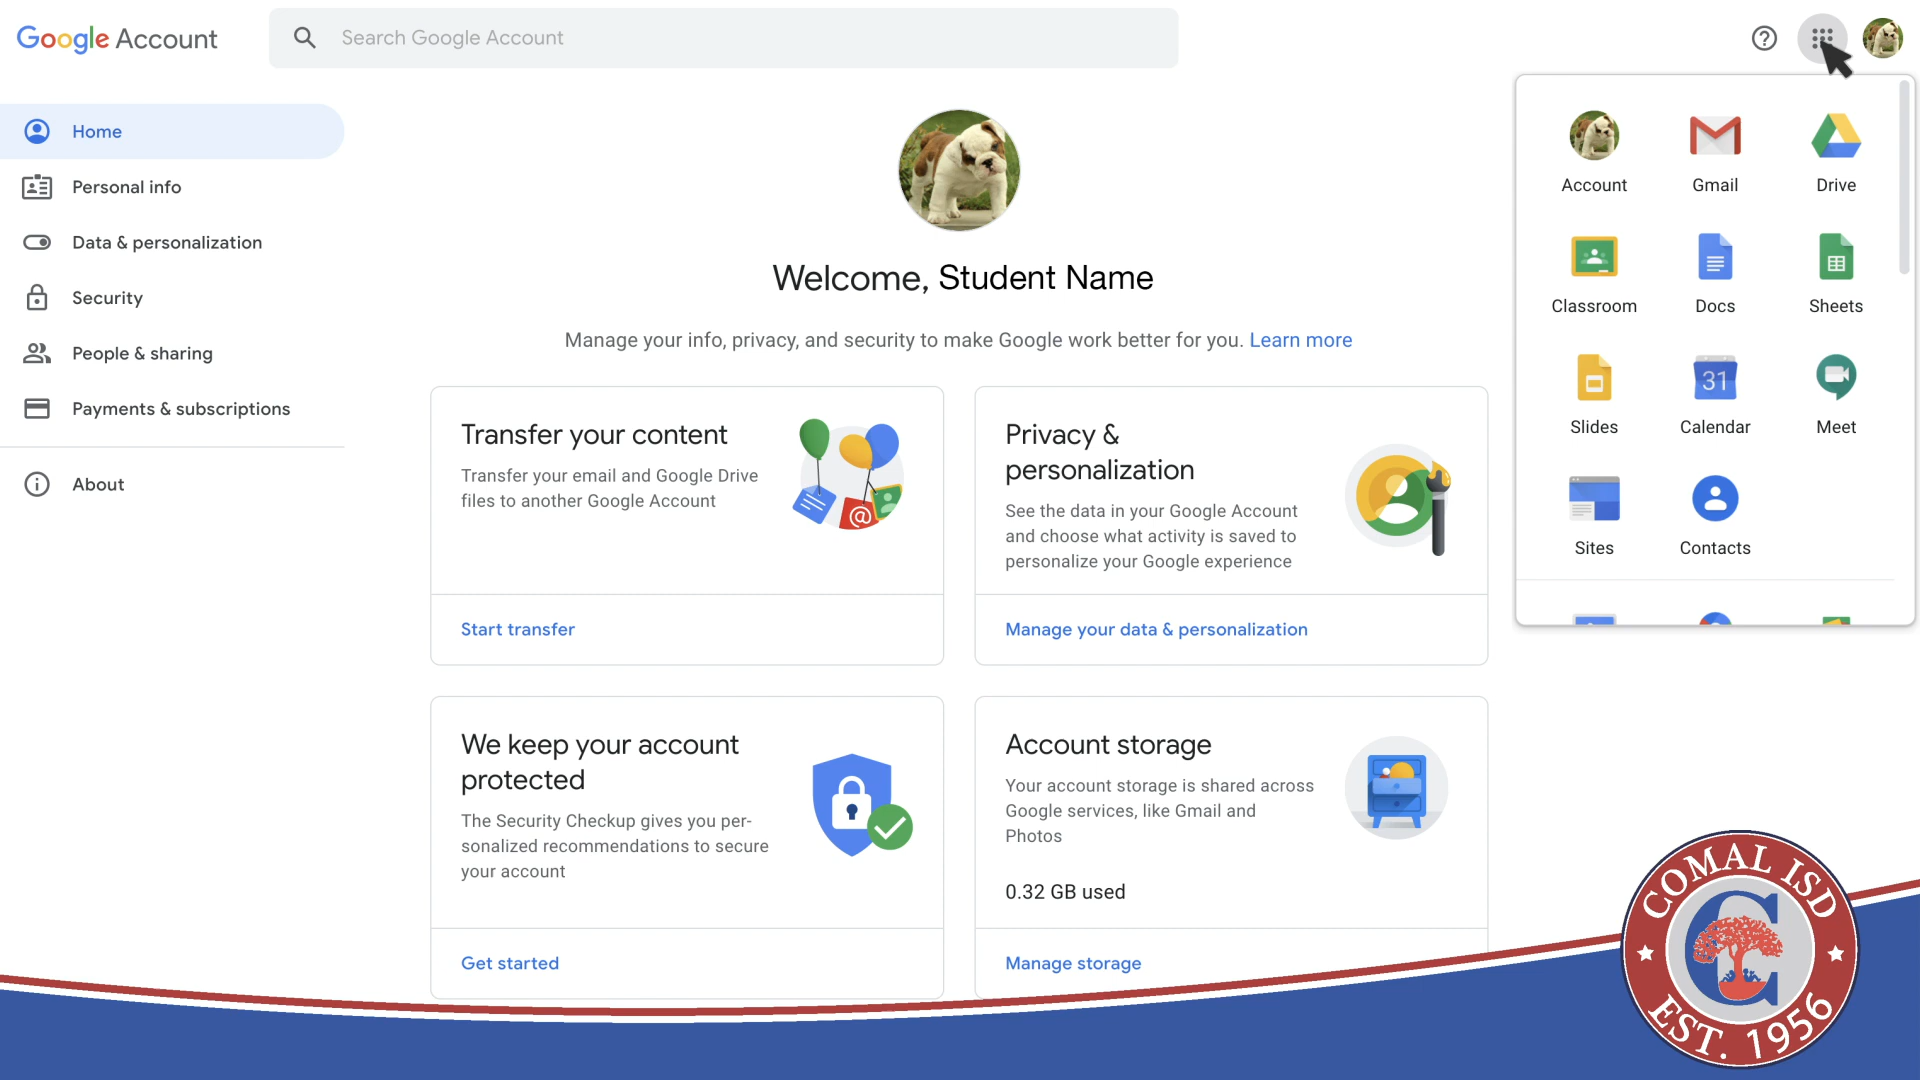 Google Account
Search Google Account
Home
Personal info
Data & personalization
Security
People & sharing
Payments & subscriptions
About
Welcome, Student Name
Manage your info, privacy, and security to make Google work better for you. Learn more
Transfer your content
Transfer your email and Google Drive
files to another Google Account
Start transfer
Privacy &
personalization
See the data in your Google Account
and choose what activity is saved to
personalize your Google experience
Manage your data & personalization
We keep your account
protected
The Security Checkup gives you per-
sonalized recommendations to secure
your account
Get started
Account storage
Your account storage is shared across
Google services, like Gmail and
Photos
0.32 GB used
Manage storage
Account Gmail Drive
Classroom Docs Sheets
31
Slides Calendar Meet
Sites Contacts
COMAL ISD
C
EST. 1956